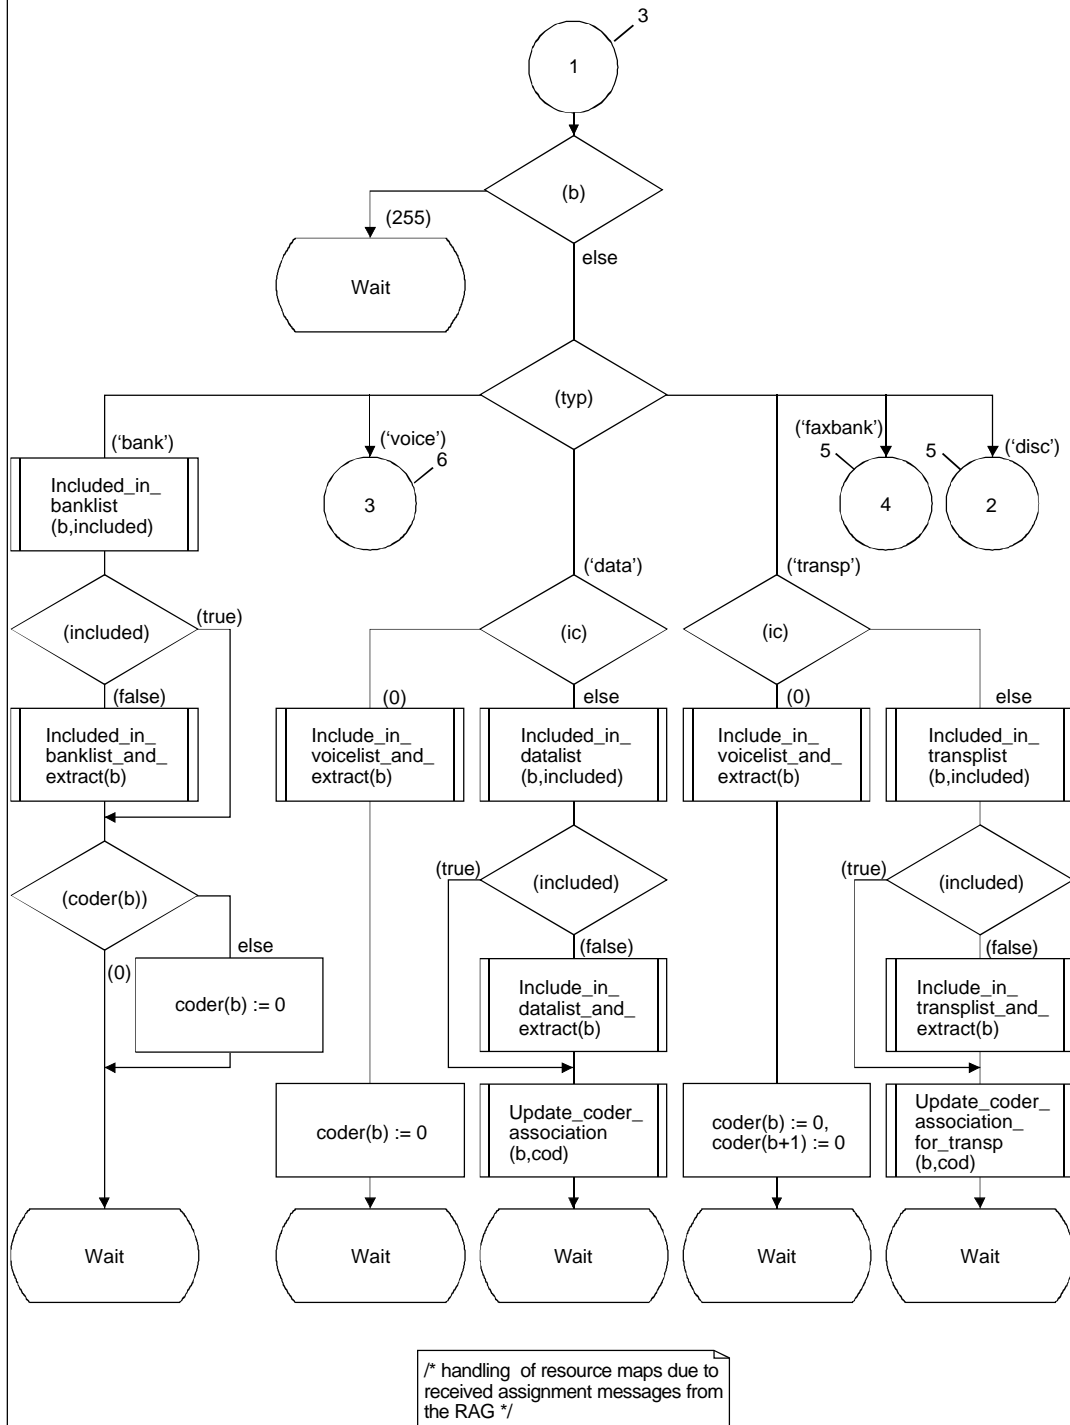 3
1
(b)
(255)
else
Wait
(typ)
(‘bank’)
(‘voice’)
(‘faxbank’)
(‘disc’)
6
5
5
Included_in_
banklist
(b,included)
3
4
2
(‘data’)
(‘transp’)
(true)
(included)
(ic)
(ic)
(false)
(0)
else
(0)
else
Included_in_
banklist_and_
extract(b)
Include_in_
voicelist_and_
extract(b)
Included_in_
datalist
(b,included)
Include_in_
voicelist_and_
extract(b)
Included_in_
transplist
(b,included)
(coder(b))
(true)
(included)
(true)
(included)
else
(0)
(false)
(false)
coder(b) := 0
Include_in_
datalist_and_
extract(b)
Include_in_
transplist_and_
extract(b)
coder(b) := 0
Update_coder_
association
(b,cod)
coder(b) := 0,
coder(b+1) := 0
Update_coder_
association_
for_transp
(b,cod)
Wait
Wait
Wait
Wait
Wait
/* handling  of resource maps due to
received assignment messages from
the RAG */